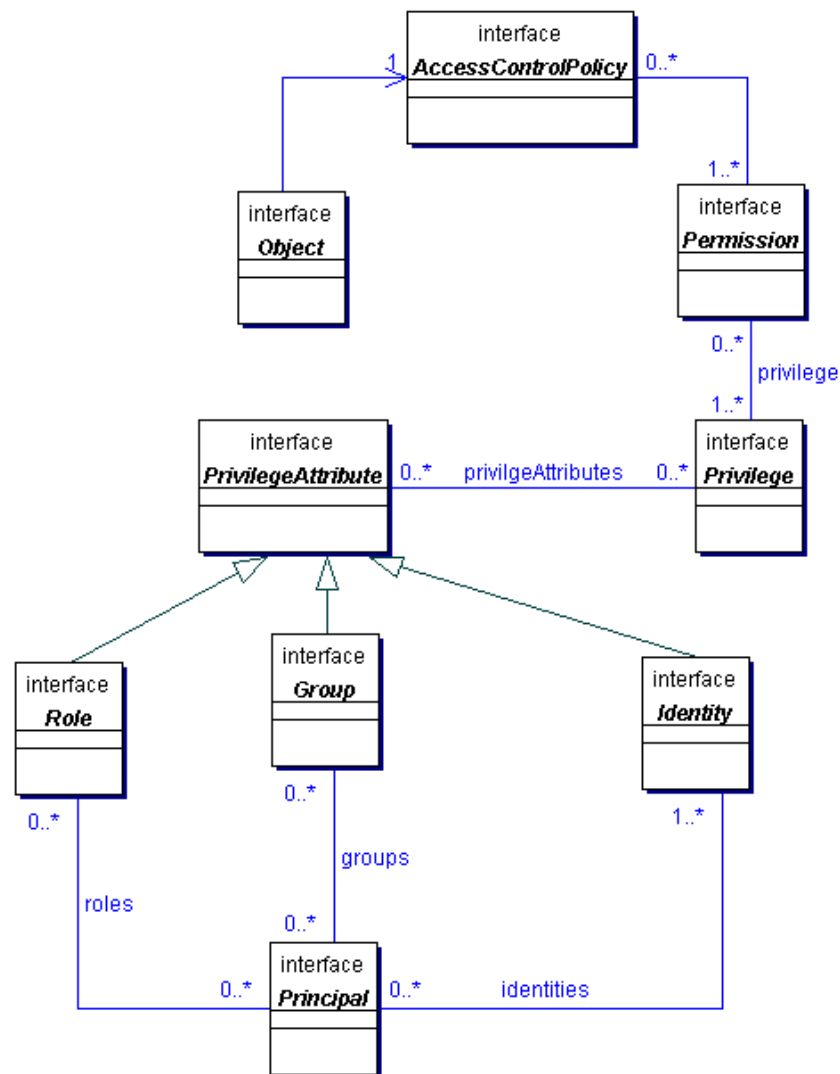 interface
AccessControlPolicy
1
0..*
1..*
interface
Object
interface
Permission
0..*
privilege
1..*
interface
PrivilegeAttribute
0..*
privilgeAttributes
0..*
interface
Privilege
interface
Role
interface
Group
interface
Identity
0..*
0..*
1..*
groups
roles
0..*
0..*
interface
Principal
0..*
identities